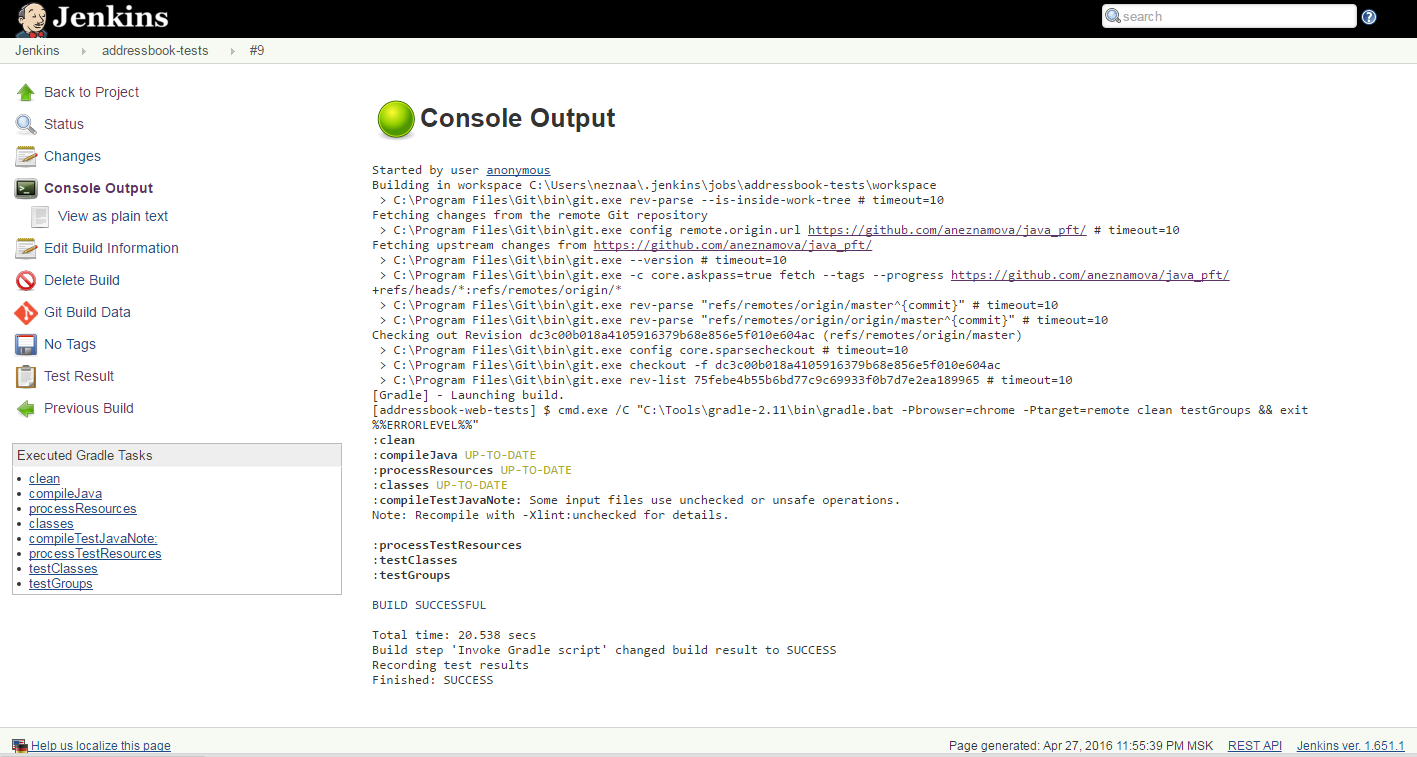 Jenkins
search
Jenkins addressbook-tests #9
Back to Project
Status
Changes
Console Output
View as plain text
Edit Build Information
Delete Build
Git Build Data
No Tags
Test Result
Previous Build
Executed Gradle Tasks
clean
compileJava
processResources
classes
compileTestJavaNote:
processTestResources
testClasses
testGroups
Console Output
Started by user anonymous
Building in workspace C:\Users\neznaa\.jenkins\jobs\addressbook-tests\workspace
> C:\Program Files\Git\bin\git.exe rev-parse --is-inside-work-tree # timeout=10
Fetching changes from the remote Git repository
> C:\Program Files\Git\bin\git.exe config remote.origin.url https://github.com/aneznamova/java_pft/ # timeout=10
Fetching upstream changes from https://github.com/aneznamova/java_pft/
> C:\Program Files\Git\bin\git.exe --version # timeout=10
> C:\Program Files\Git\bin\git.exe -c core.askpass=true fetch --tags --progress https://github.com/aneznamova/java_pft/
+refs/heads/*:refs/remotes/origin/*
> C:\Program Files\Git\bin\git.exe rev-parse "refs/remotes/origin/master^{commit}" # timeout=10
> C:\Program Files\Git\bin\git.exe rev-parse "refs/remotes/origin/origin/master^{commit}" # timeout=10
Checking out Revision dc3c00b018a4105916379b68e856e5f010e604ac (refs/remotes/origin/master)
> C:\Program Files\Git\bin\git.exe config core.sparsecheckout # timeout=10
> C:\Program Files\Git\bin\git.exe checkout -f dc3c00b018a4105916379b68e856e5f010e604ac
> C:\Program Files\Git\bin\git.exe rev-list 75febe4b55b6bd77c9c69933f0b7d7e2ea189965 # timeout=10
[Gradle] - Launching build.
[addressbook-web-tests] $ cmd.exe /C "C:\Tools\gradle-2.11\bin\gradle.bat -Pbrowser=chrome -Ptarget=remote clean testGroups && exit
%%ERRORLEVEL%%"
:clean
:compileJava UP-TO-DATE
:processResources UP-TO-DATE
:classes UP-TO-DATE
:compileTestJavaNote: Some input files use unchecked or unsafe operations.
Note: Recompile with -Xlint:unchecked for details.
:processTestResources
:testClasses
:testGroups
BUILD SUCCESSFUL
Total time: 20.538 secs
Build step 'Invoke Gradle script' changed build result to SUCCESS
Recording test results
Finished: SUCCESS
Help us localize this page
Page generated: Apr 27, 2016 11:55:39 PM MSK REST API Jenkins ver. 1.651.1